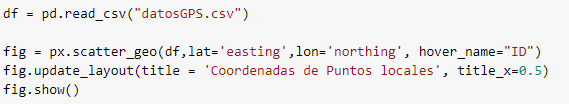 df = pd.read_csv("datosGPS.csv")
fig = px.scatter_geo(df,lat='easting',lon='northing', hover_name="ID")
fig.update_layout(title = 'Coordenadas de Puntos locales', title_x=0.5)
fig.show()